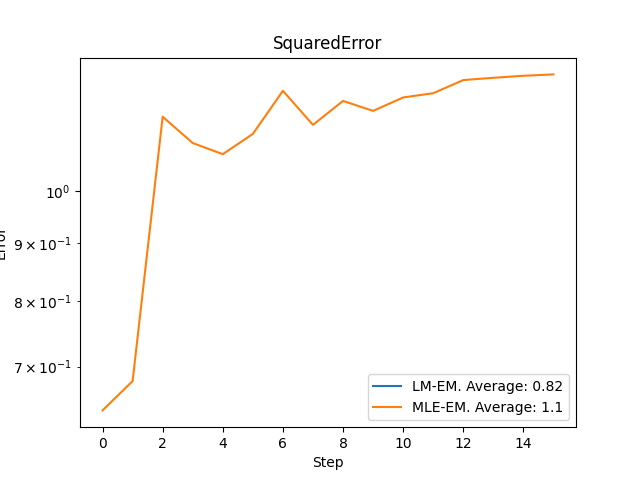 SquaredError
Error
10⁰
9 × 10⁻¹
8 × 10⁻¹
7 × 10⁻¹
0 2 4 6 8 10 12 14
Step
LM-EM. Average: 0.82
MLE-EM. Average: 1.1